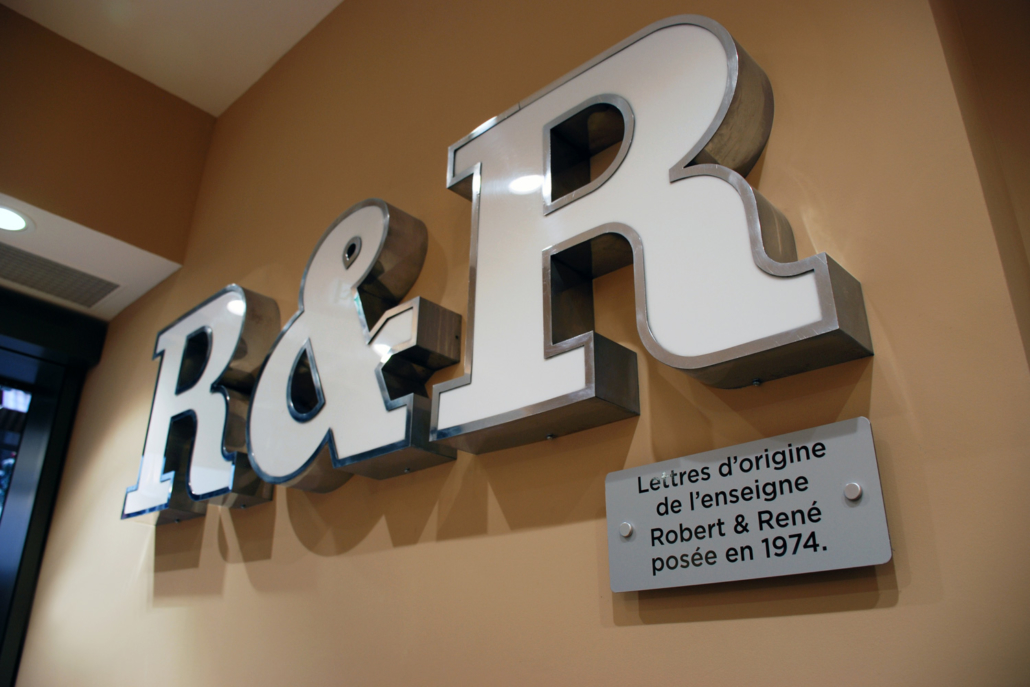 R&R
Lettres d'origine
de l'enseigne
Robert & René
posée en 1974.